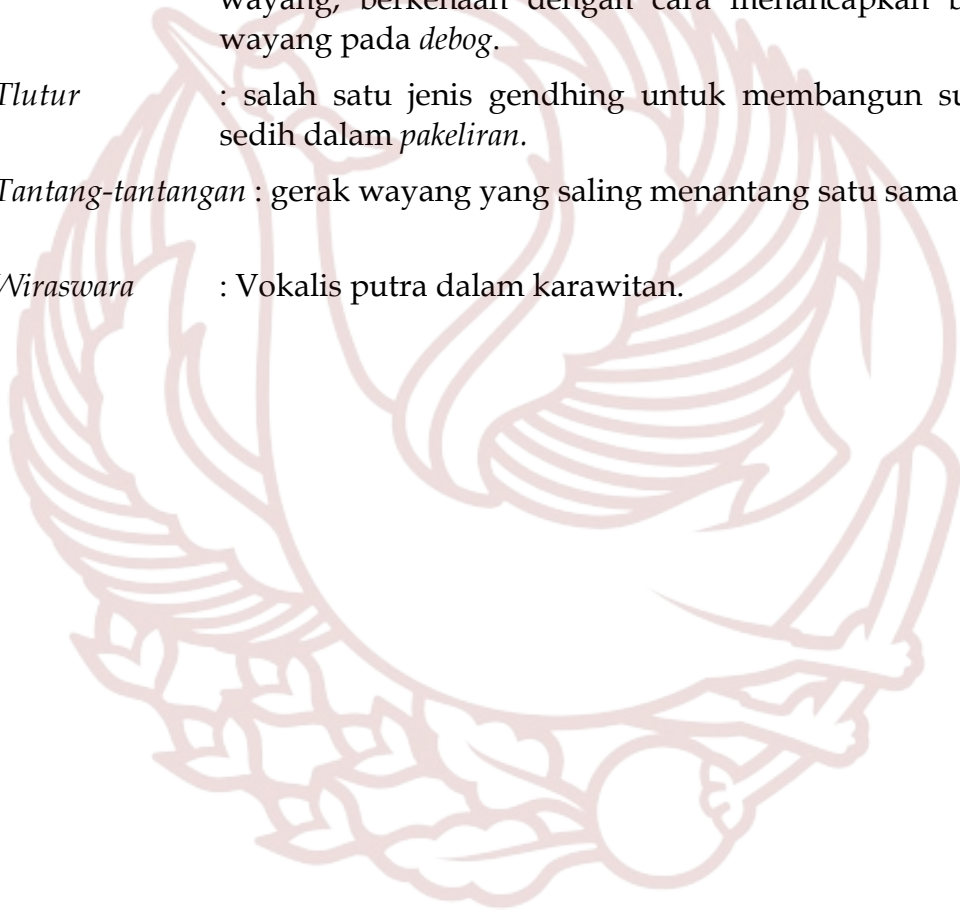 wayang, berkenaan dengan cara menancapkan
wayang pada debog.
Tlutur : salah satu jenis gendhing untuk membangun
sedih dalam pakeliran.
Tantang-tantangan : gerak wayang yang saling menantang satu sama
Wiraswara : Vokalis putra dalam karawitan.